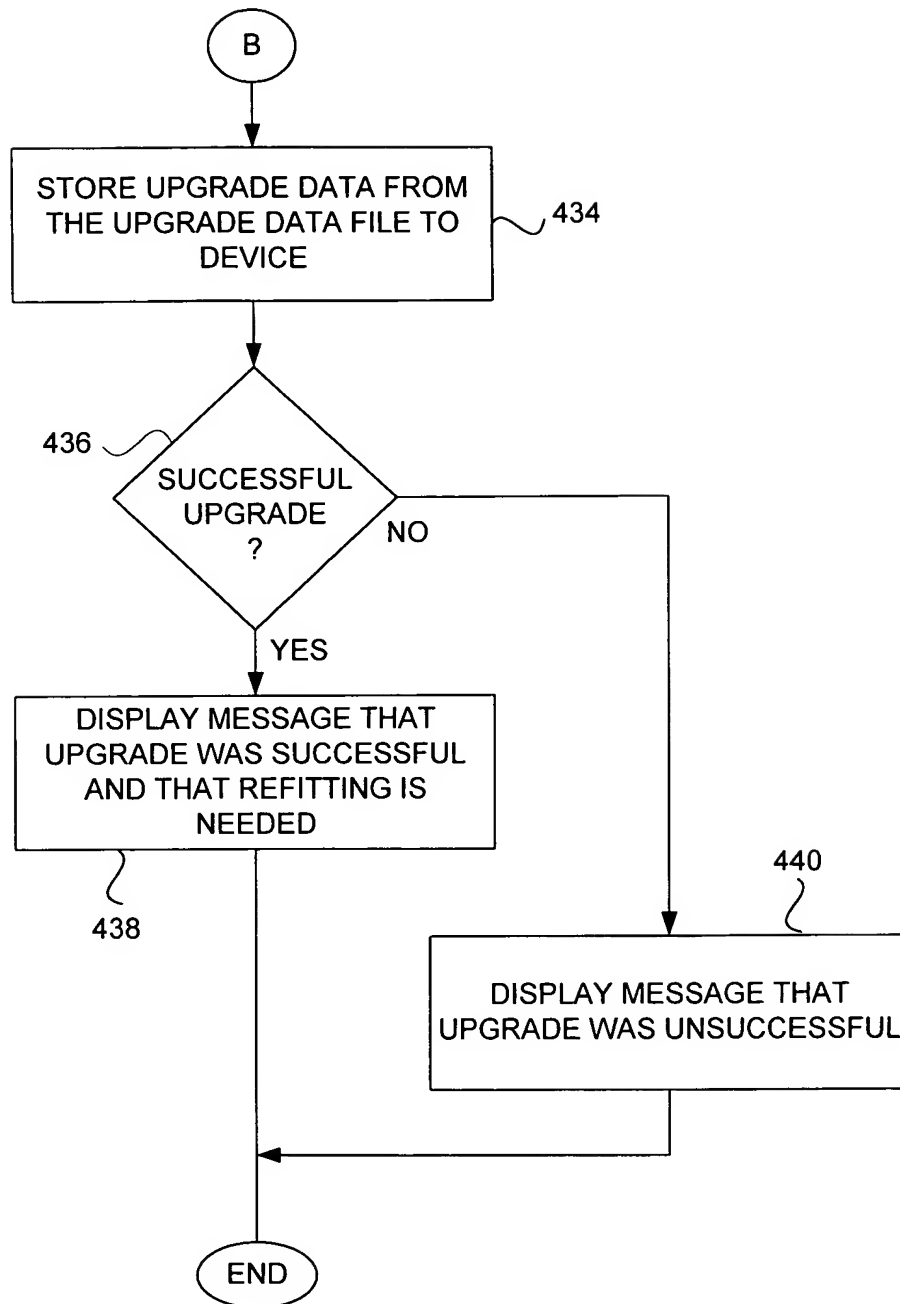 B
STORE UPGRADE DATA FROM
THE UPGRADE DATA FILE TO
DEVICE
434
436
SUCCESSFUL
UPGRADE
?
NO
YES
DISPLAY MESSAGE THAT
UPGRADE WAS SUCCESSFUL
AND THAT REFITTING IS
NEEDED
438
440
DISPLAY MESSAGE THAT
UPGRADE WAS UNSUCCESSFUL
END